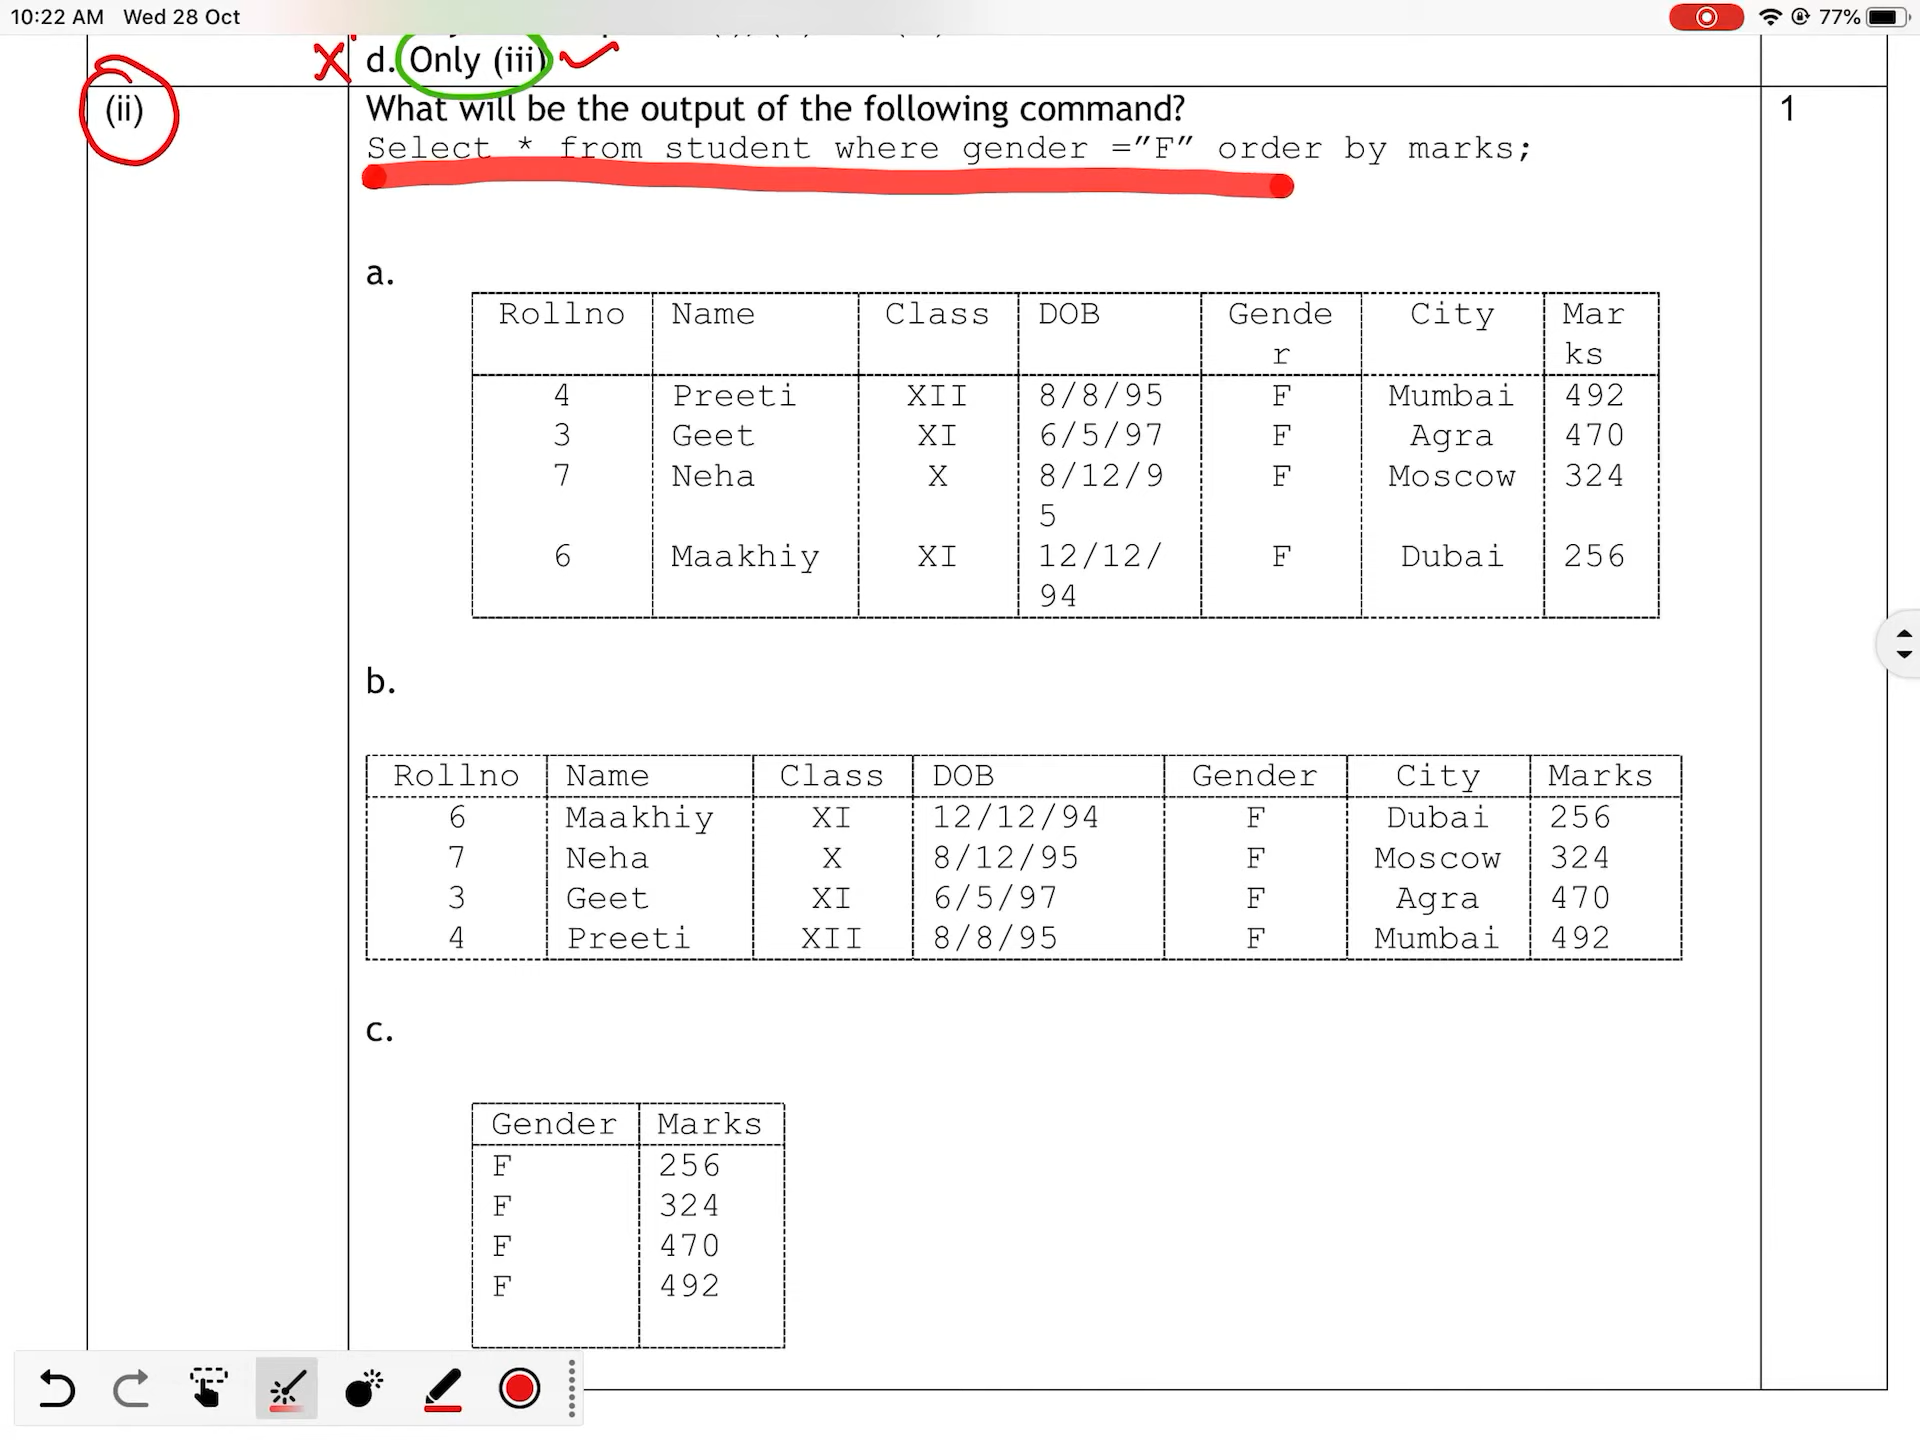 10:22 AM Wed 28 Oct
77%
X d. Only (iii)
(ii)
What will be the output of the following command?
1
Select * from student where gender =”F” order by marks;
a.
Rollno Name Class DOB Gende City Mar
r ks
4 Preeti XII 8/8/95 F Mumbai 492
3 Geet XI 6/5/97 F Agra 470
7 Neha X 8/12/9 F Moscow 324
5
6 Maakhiy XI 12/12/ F Dubai 256
94
b.
Rollno Name Class DOB Gender City Marks
6 Maakhiy XI 12/12/94 F Dubai 256
7 Neha X 8/12/95 F Moscow 324
3 Geet XI 6/5/97 F Agra 470
4 Preeti XII 8/8/95 F Mumbai 492
c.
Gender Marks
F 256
F 324
F 470
F 492